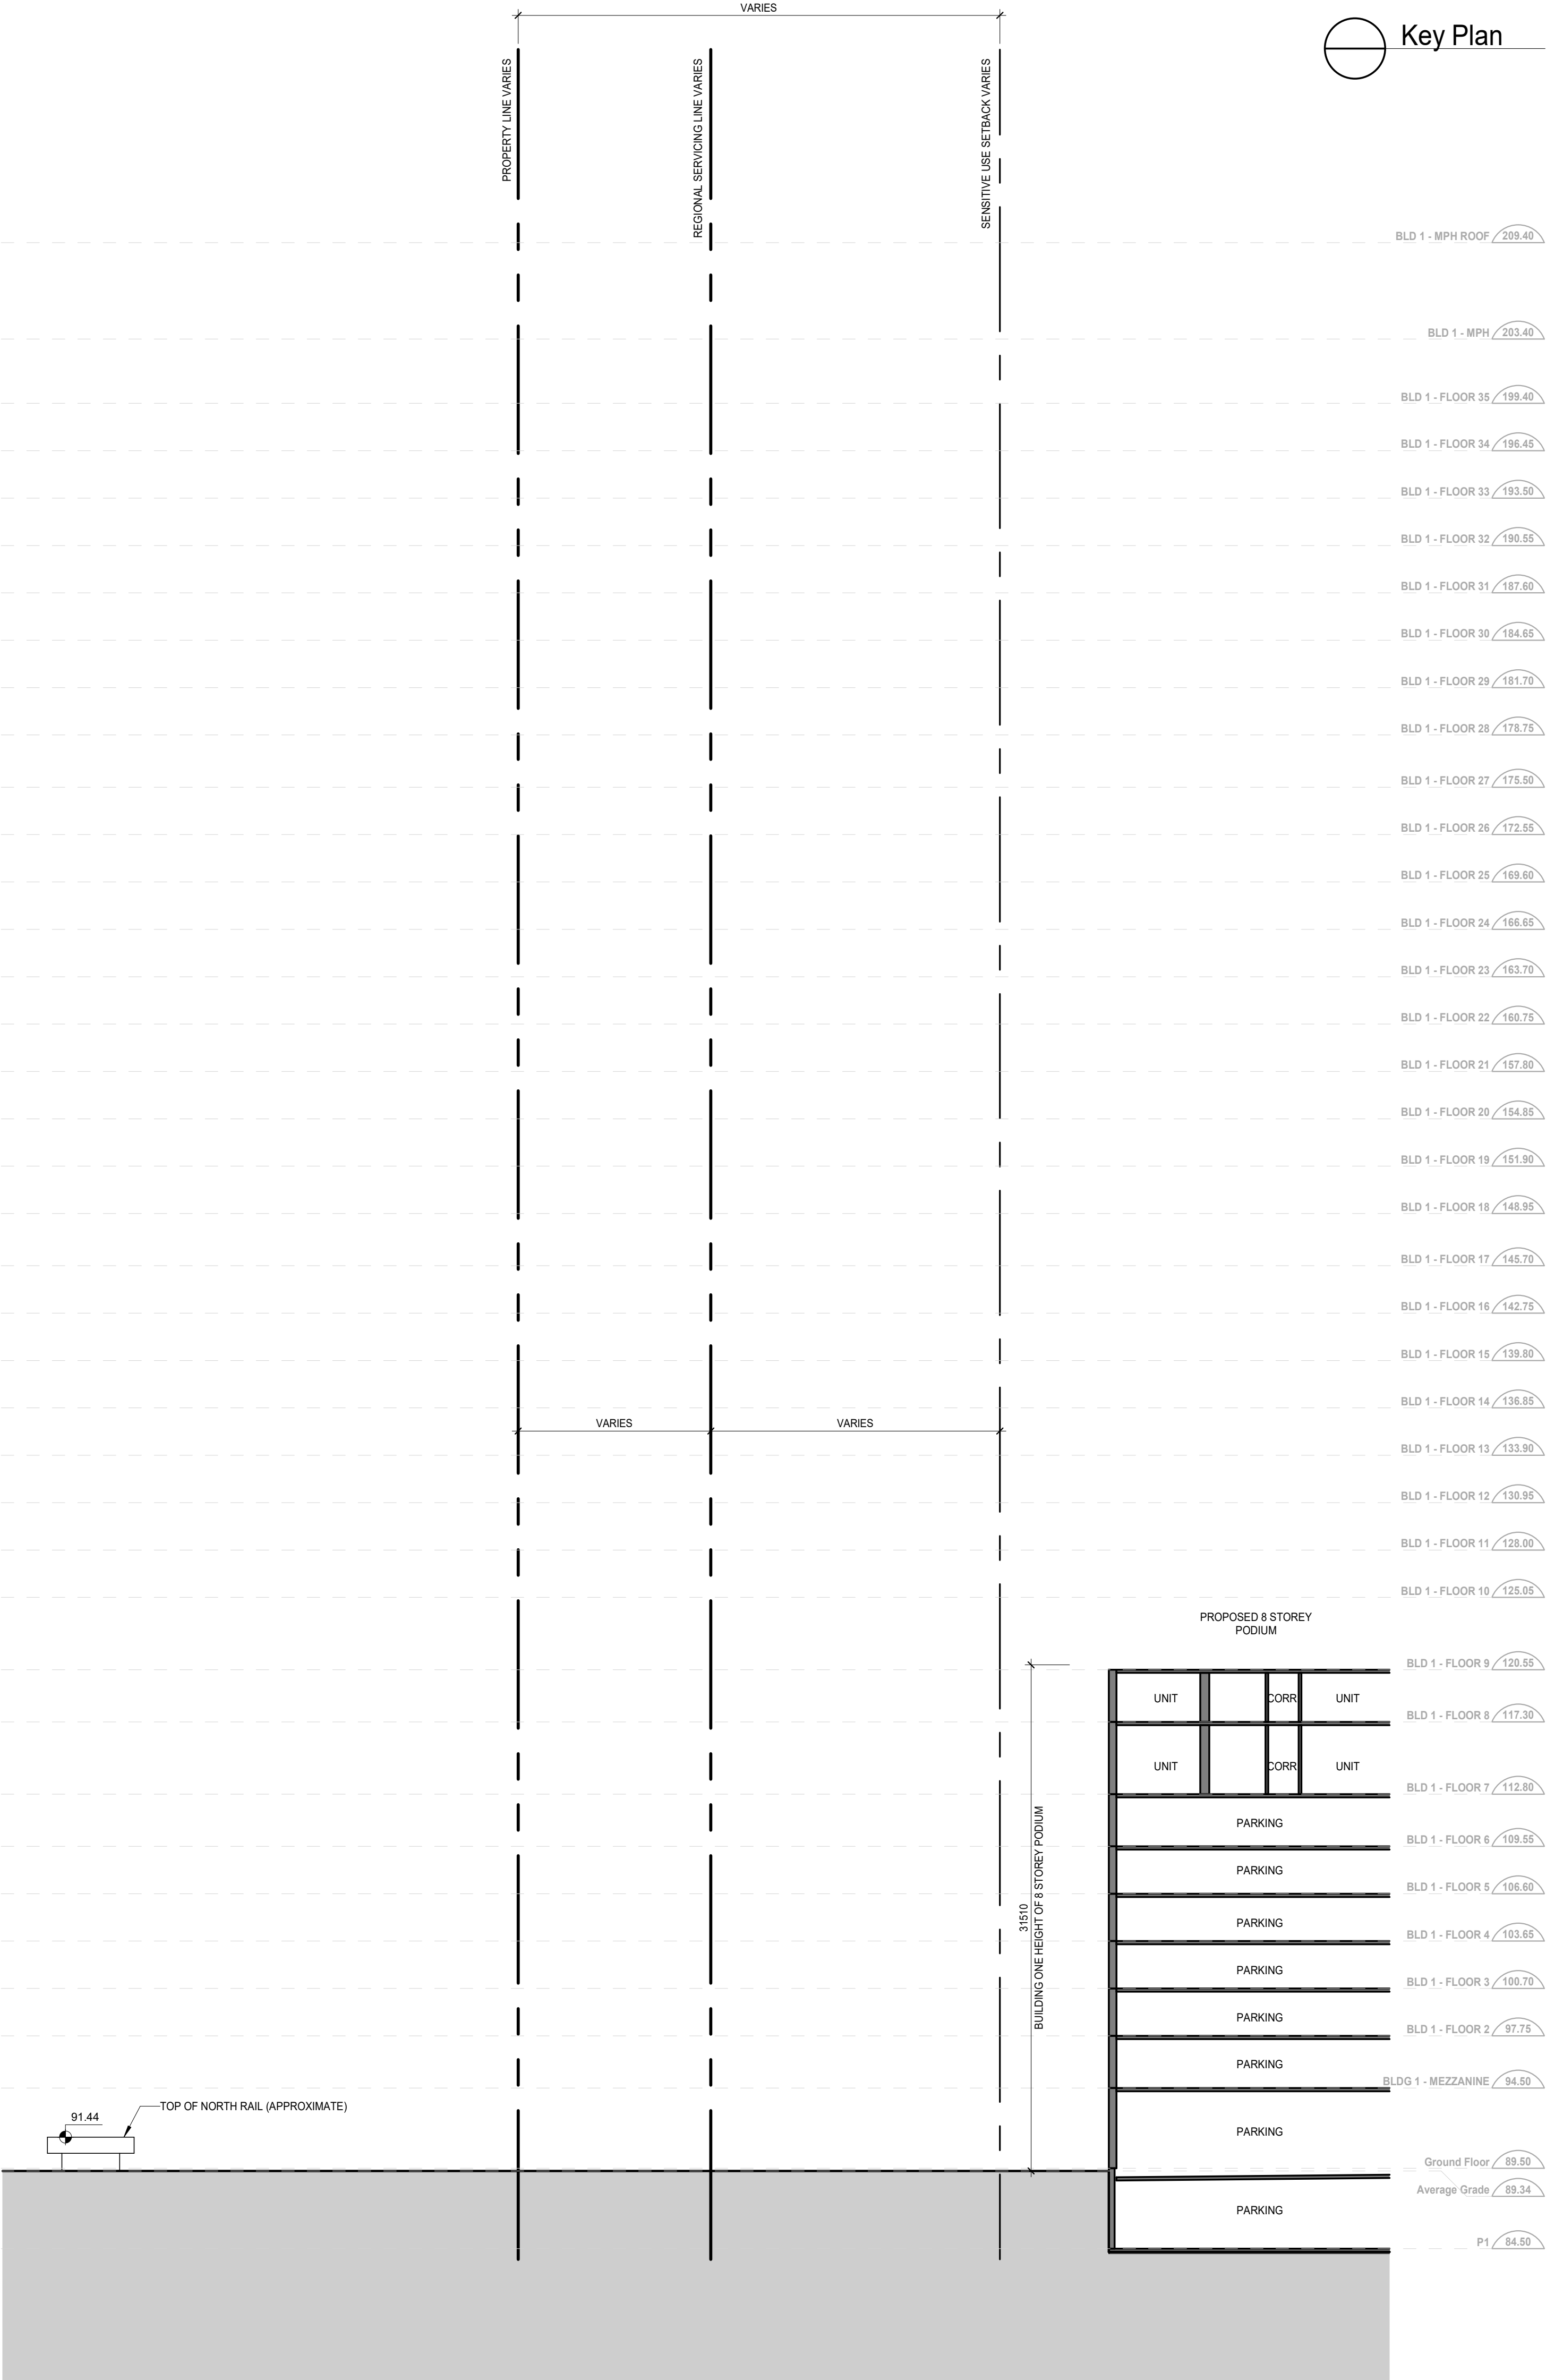 VARIES
Key Plan
PROPERTY LINE VARIES
REGIONAL SERVICING LINE VARIES
SENSITIVE USE SETBACK VARIES
BLD 1 - MPH ROOF 209.40
BLD 1 - MPH 203.40
BLD 1 - FLOOR 35 199.40
BLD 1 - FLOOR 34 196.45
BLD 1 - FLOOR 33 193.50
BLD 1 - FLOOR 32 190.55
BLD 1 - FLOOR 31 187.60
BLD 1 - FLOOR 30 184.65
BLD 1 - FLOOR 29 181.70
BLD 1 - FLOOR 28 178.75
BLD 1 - FLOOR 27 175.50
BLD 1 - FLOOR 26 172.55
BLD 1 - FLOOR 25 169.60
BLD 1 - FLOOR 24 166.65
BLD 1 - FLOOR 23 163.70
BLD 1 - FLOOR 22 160.75
BLD 1 - FLOOR 21 157.80
BLD 1 - FLOOR 20 154.85
BLD 1 - FLOOR 19 151.90
BLD 1 - FLOOR 18 148.95
BLD 1 - FLOOR 17 145.70
BLD 1 - FLOOR 16 142.75
BLD 1 - FLOOR 15 139.80
BLD 1 - FLOOR 14 136.85
VARIES VARIES
BLD 1 - FLOOR 13 133.90
BLD 1 - FLOOR 12 130.95
BLD 1 - FLOOR 11 128.00
BLD 1 - FLOOR 10 125.05
PROPOSED 8 STOREY
PODIUM
BLD 1 - FLOOR 9 120.55
UNIT CORR UNIT
BLD 1 - FLOOR 8 117.30
UNIT CORR UNIT
BLD 1 - FLOOR 7 112.80
PARKING
BLD 1 - FLOOR 6 109.55
PARKING
BLD 1 - FLOOR 5 106.60
31510
BUILDING ONE HEIGHT OF 8 STOREY PODIUM
PARKING
BLD 1 - FLOOR 4 103.65
PARKING
BLD 1 - FLOOR 3 100.70
PARKING
BLD 1 - FLOOR 2 97.75
PARKING
BLDG 1 - MEZZANINE 94.50
TOP OF NORTH RAIL (APPROXIMATE)
91.44
PARKING
Ground Floor 89.50
Average Grade 89.34
PARKING
P1 84.50